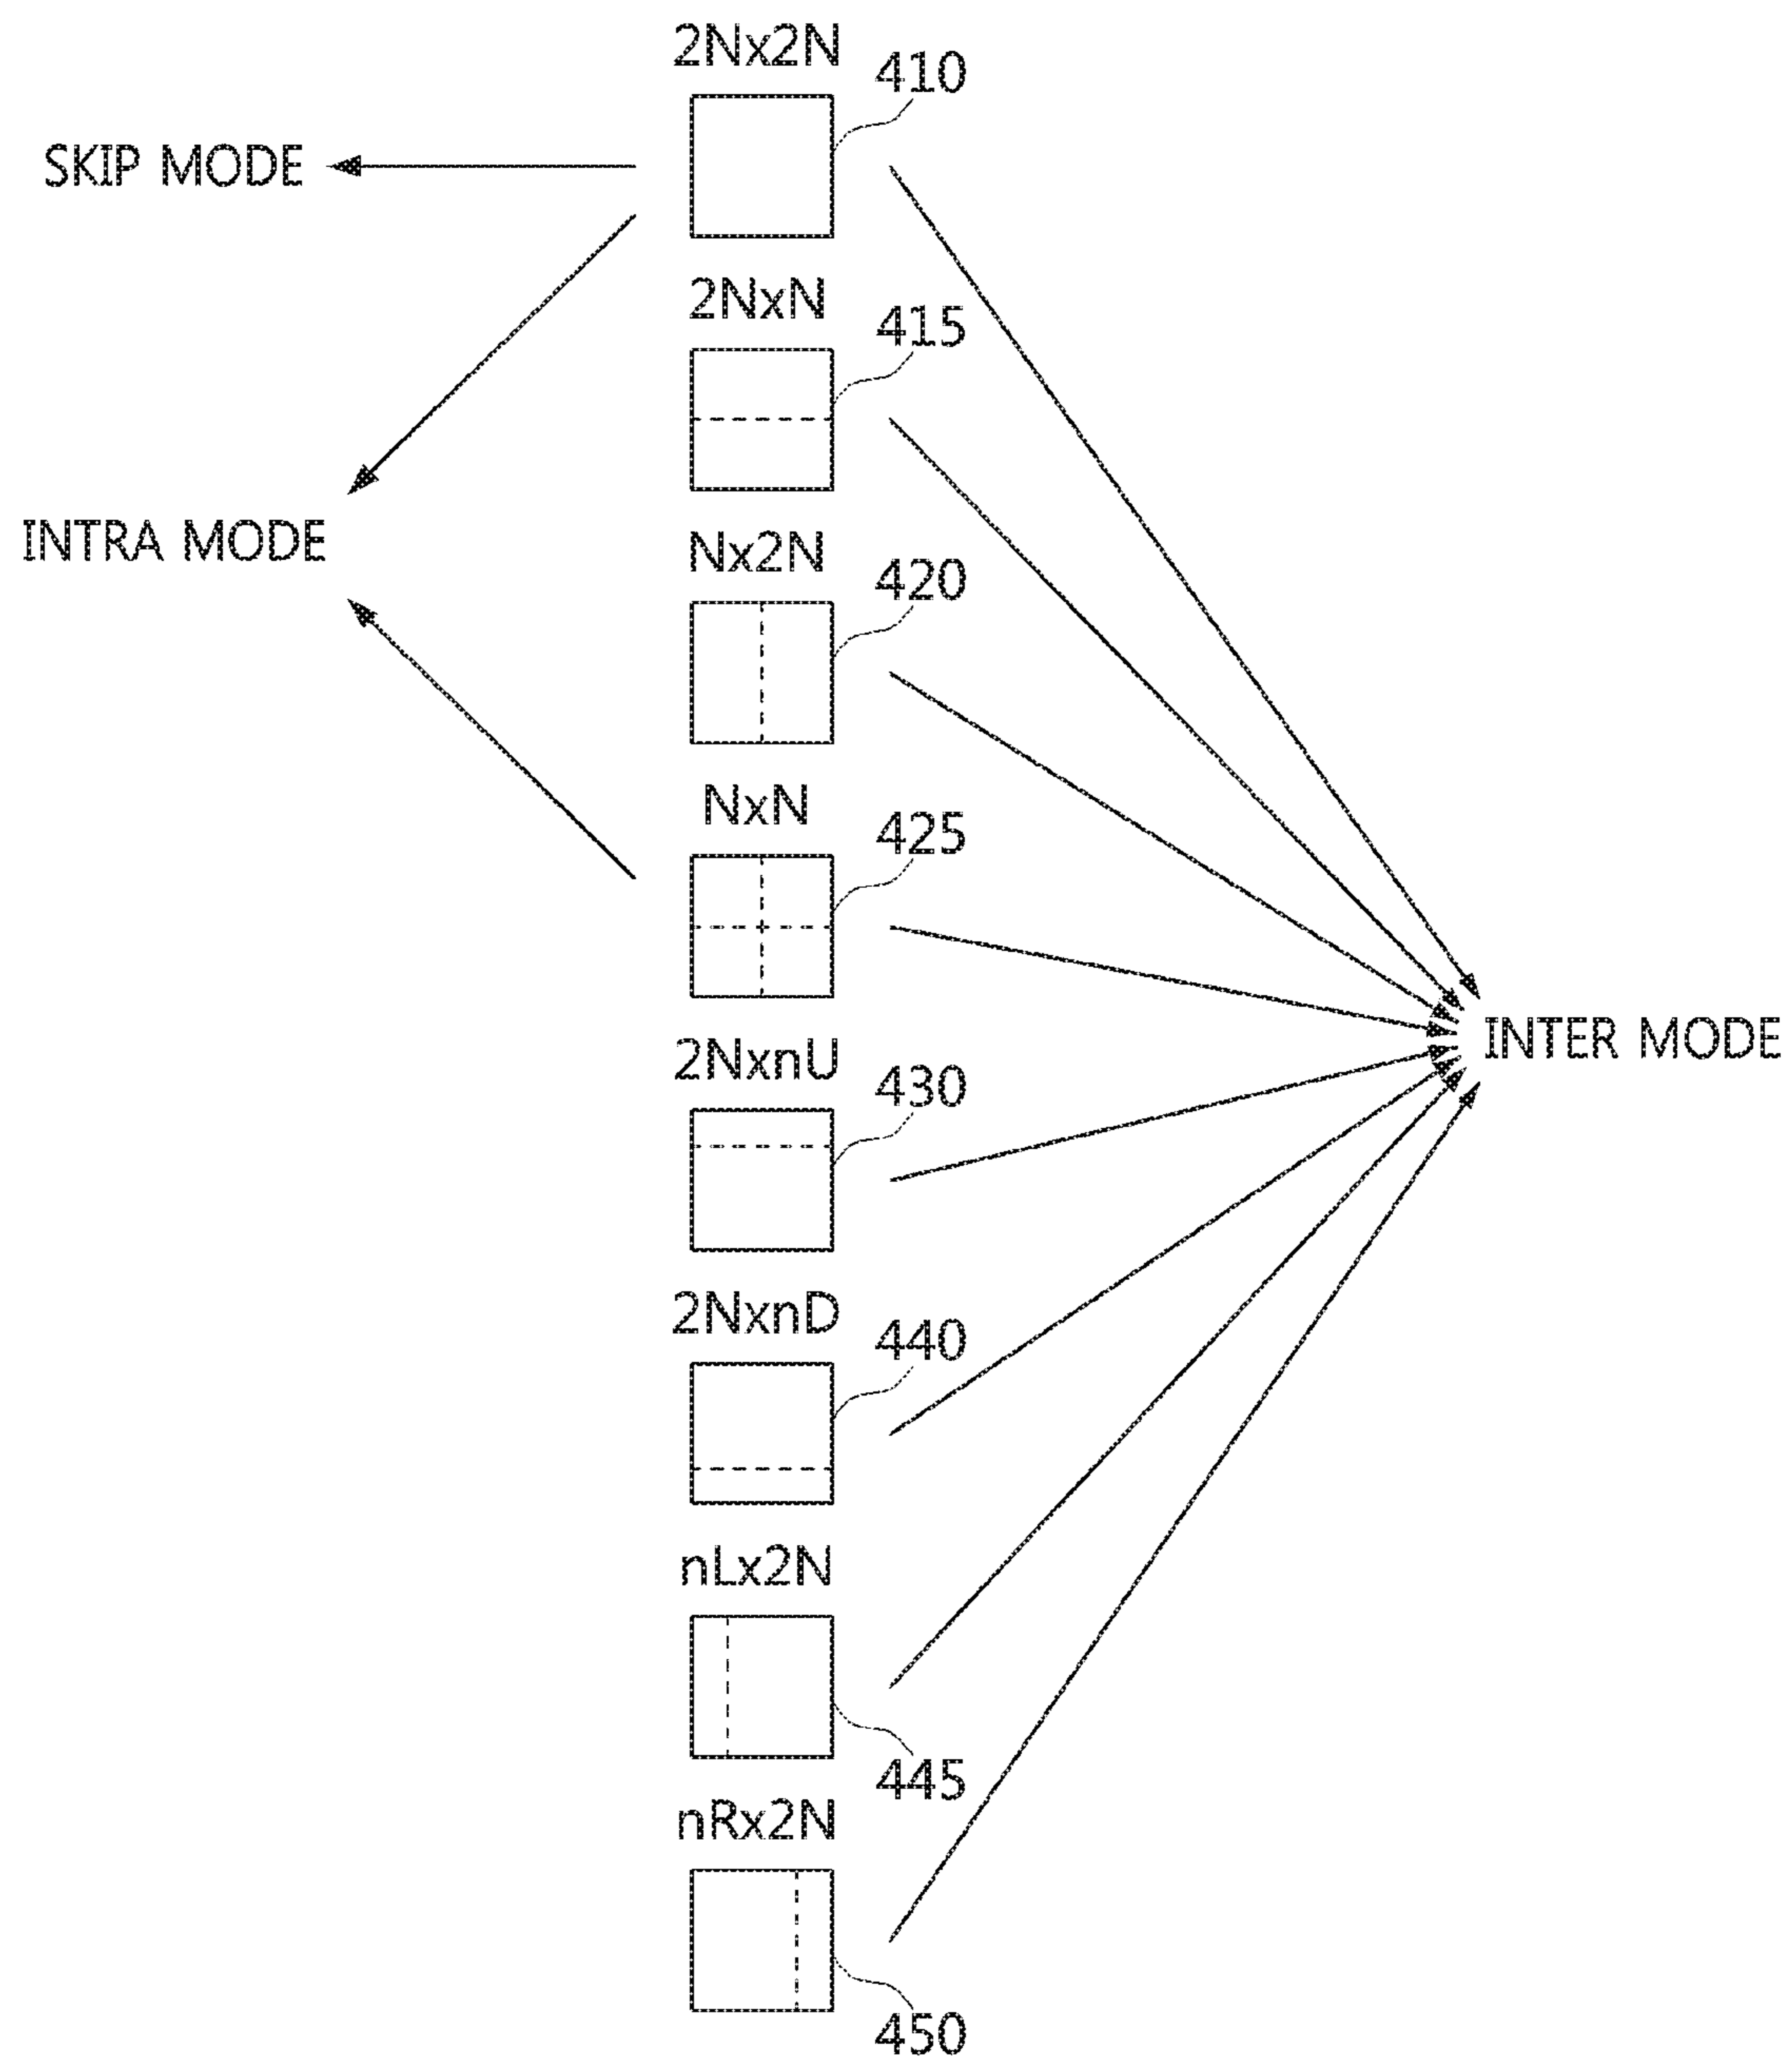 2Nx2N
410
SKIP MODE
2NxN
415
INTRA MODE
Nx2N
420
NxN
425
INTER MODE
2NxnU
430
2NxnD
440
nLx2N
445
nRx2N
450